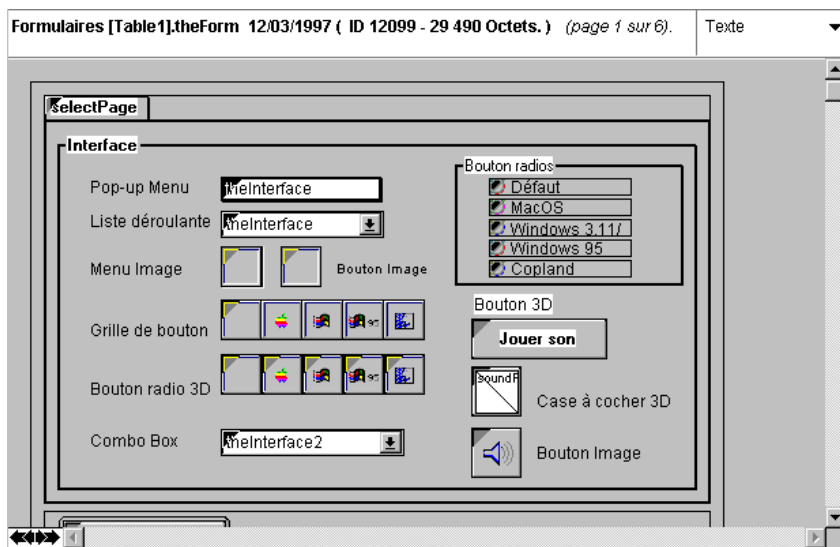 Formulaires [Table1].theForm 12/03/1997 ( ID 12099 - 29 490 Octets. ) (page 1 sur 6).
Texte
selectPage
Interface
Pop-up Menu
theInterface
Liste déroulante
theInterface
Menu Image
Bouton Image
Grille de bouton
Bouton radio 3D
Combo Box
theInterface2
Bouton radios
Défaut
MacOS
Windows 3.11/
Windows 95
Copland
Bouton 3D
Jouer son
soundF
Case à cocher 3D
Bouton Image